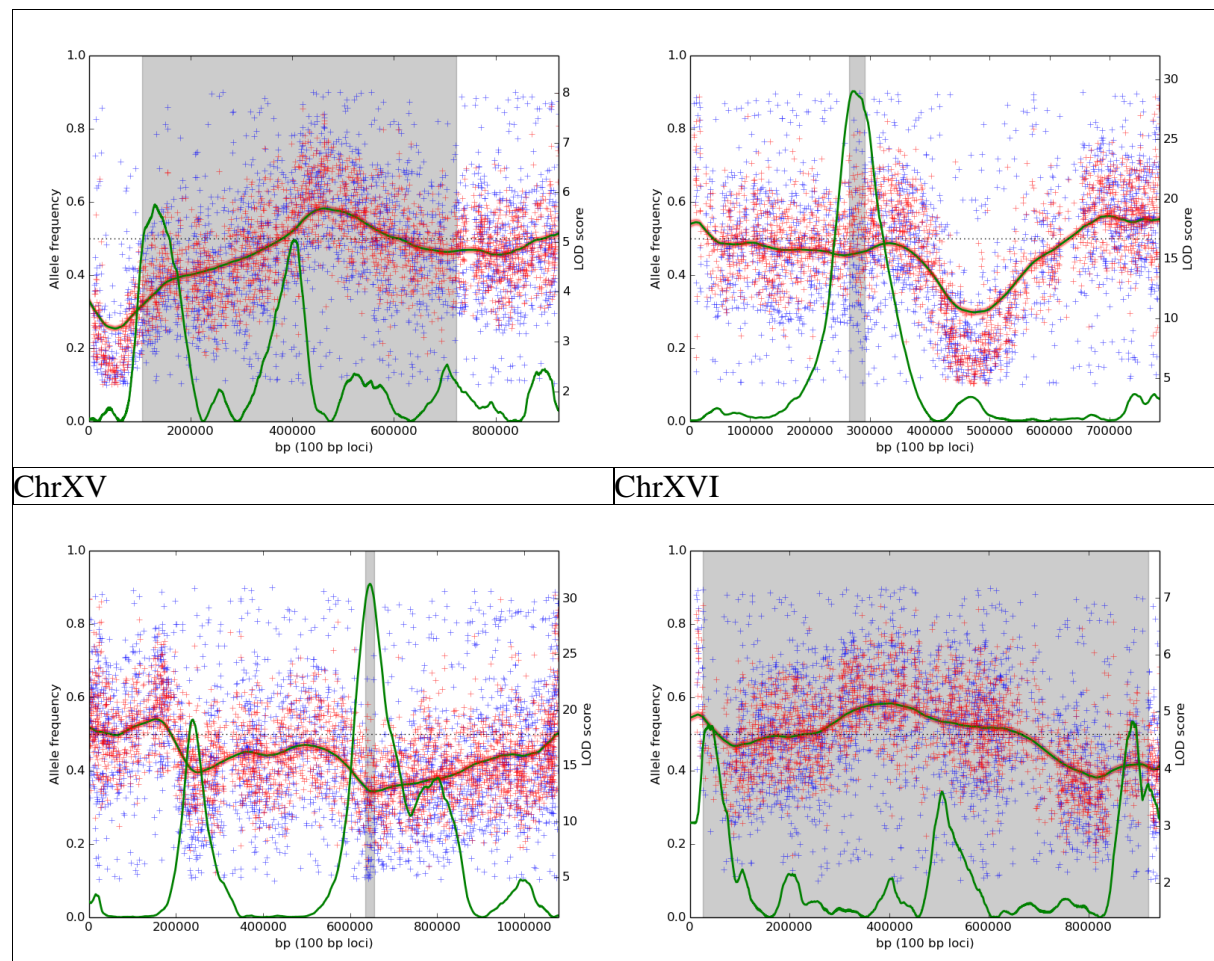 1.0
0.8
0.6
0.4
0.2
0.0
Allele frequency
8
7
6
5
4
3
2
LOD score
0 200000 400000 600000 800000
bp (100 bp loci)
1.0
0.8
0.6
0.4
0.2
0.0
Allele frequency
30
25
20
15
10
5
LOD score
0 100000 200000 300000 400000 500000 600000 700000
bp (100 bp loci)
ChrXV
ChrXVI
1.0
0.8
0.6
0.4
0.2
0.0
Allele frequency
30
25
20
15
10
5
LOD score
0 200000 400000 600000 800000 1000000
bp (100 bp loci)
1.0
0.8
0.6
0.4
0.2
0.0
Allele frequency
7
6
5
4
3
2
LOD score
0 200000 400000 600000 800000
bp (100 bp loci)